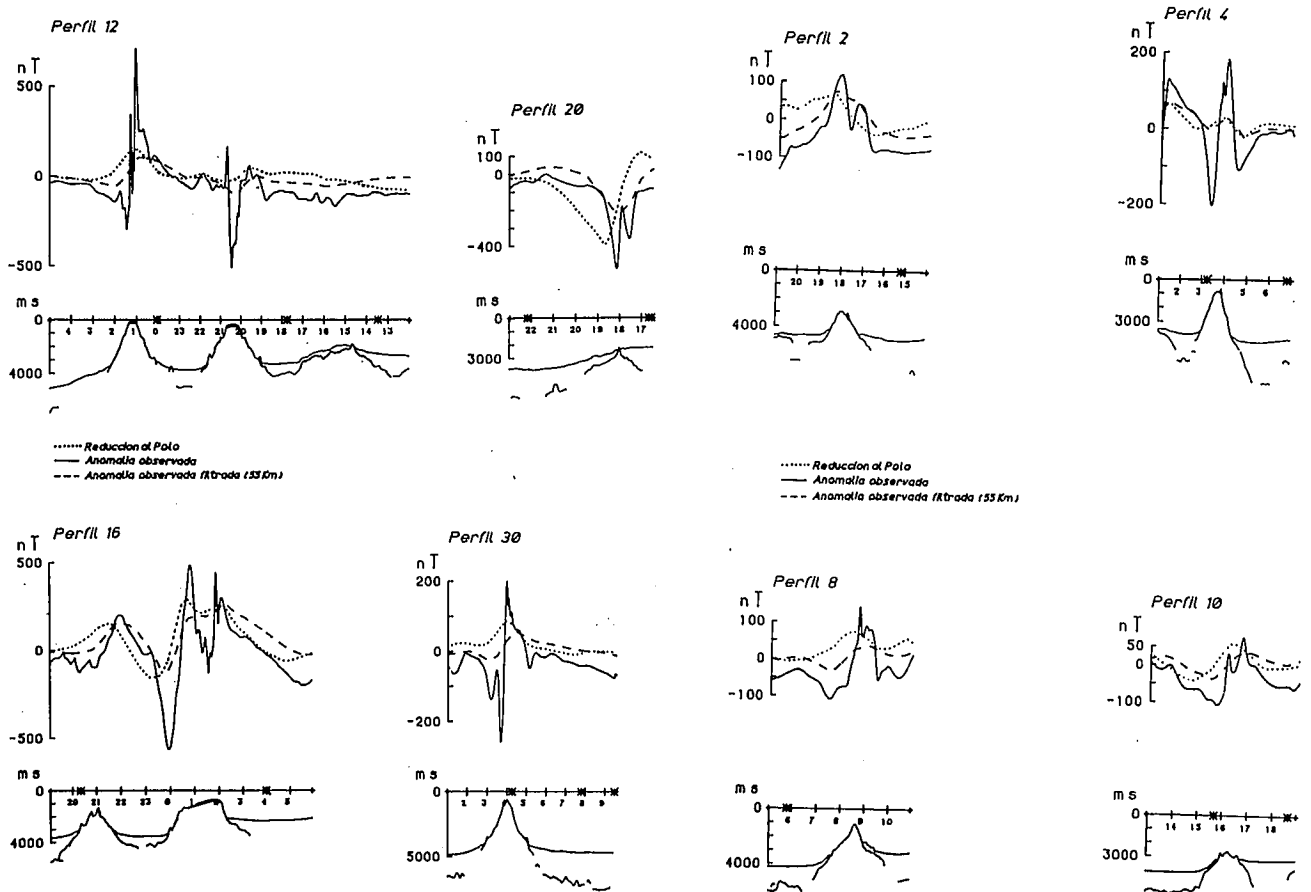 Perfil 12
nT
500
0
-500
ms
0
4000
4 3 2 1 0 23 22 21 20 19 18 17 16 15 14 13
Perfil 20
nT
100
0
-400
ms
0
3000
22 21 20 19 18 17
Perfil 2
nT
100
0
-100
ms
0
4000
20 19 18 17 16 15
Perfil 4
nT
200
0
-200
ms
0
3000
2 3 5 6
Reduccion al Polo
Anomalia observada
Anomalia observada filtrada (55Km)
Reduccion al Polo
Anomalia observada
Anomalia observada filtrada (55Km)
Perfil 16
nT
500
0
-500
ms
0
4000
20 21 22 23 0 1 2 3 4 5
Perfil 30
nT
200
0
-200
ms
0
5000
2 3 5 6 7 8 9
Perfil 8
nT
100
0
-100
ms
0
4000
6 7 8 9 10
Perfil 10
nT
50
0
-100
ms
0
3000
14 15 16 17 18